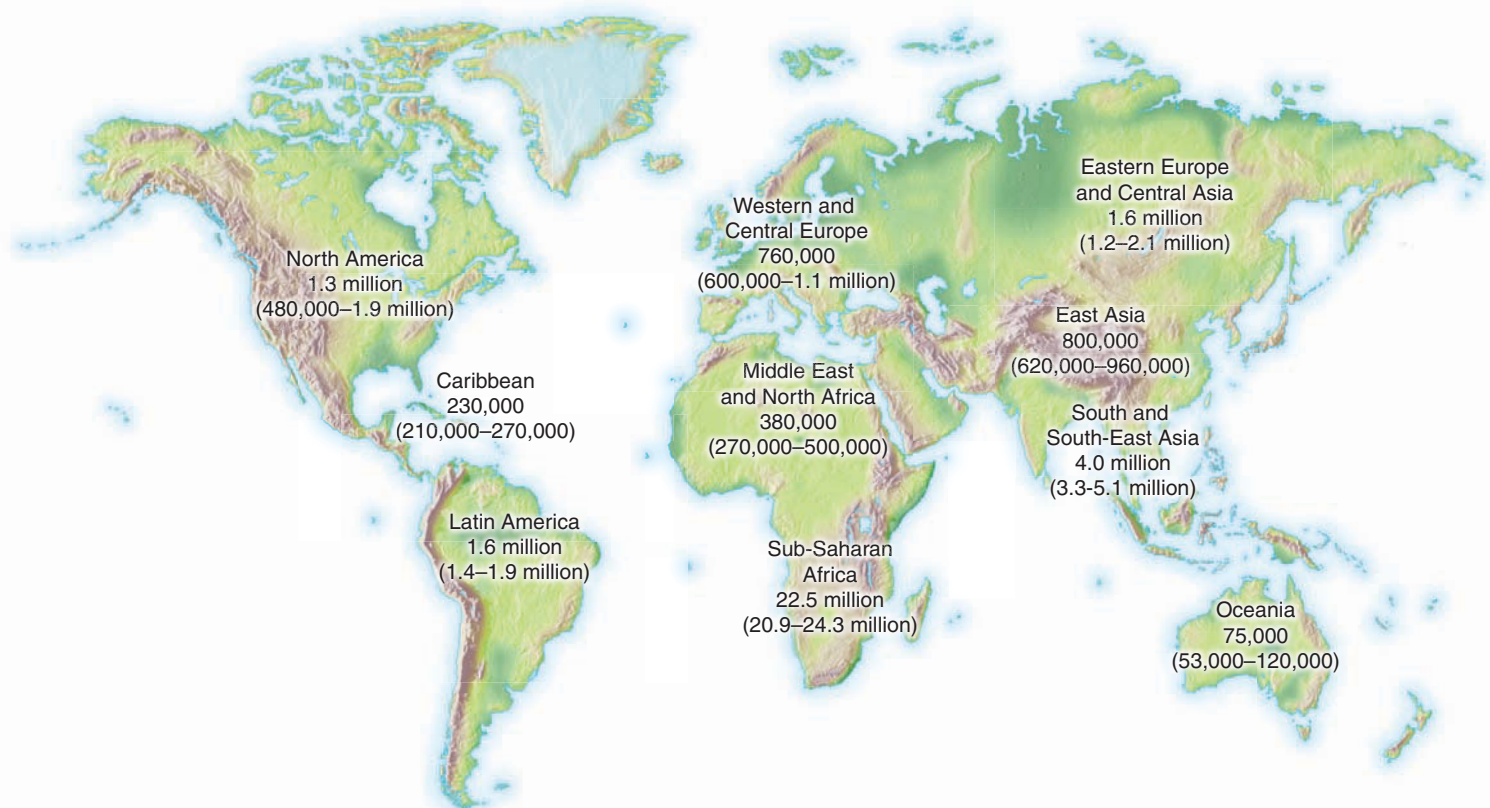 North America
1.3 million
(480,000–1.9 million)
Caribbean
230,000
(210,000–270,000)
Latin America
1.6 million
(1.4–1.9 million)
Western and
Central Europe
760,000
(600,000–1.1 million)
Middle East
and North Africa
380,000
(270,000–500,000)
Sub-Saharan
Africa
22.5 million
(20.9–24.3 million)
Eastern Europe
and Central Asia
1.6 million
(1.2–2.1 million)
East Asia
800,000
(620,000–960,000)
South and
South-East Asia
4.0 million
(3.3-5.1 million)
Oceania
75,000
(53,000–120,000)